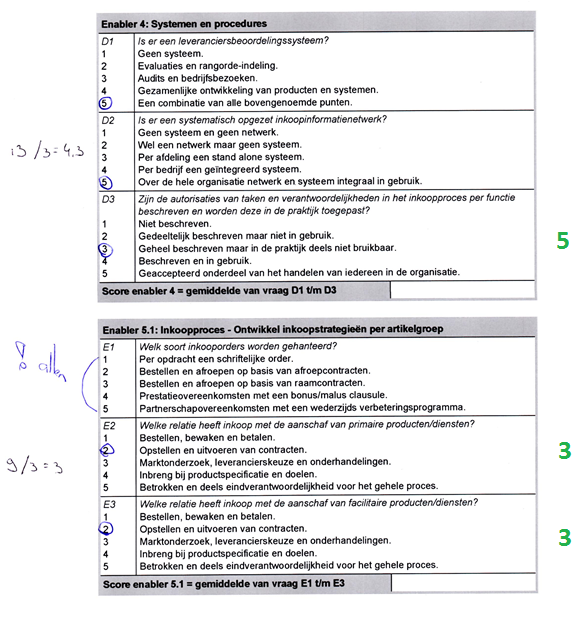 Enabler 4: Systemen en procedures
D1 Is er een leveranciersbeoordelingssysteem?
1 Geen systeem.
2 Evaluaties en rangorde-indeling.
3 Audits en bedrijfsbezoeken.
4 Gezamenlijke ontwikkeling van producten en systemen.
5 Een combinatie van alle bovengenoemde punten.
D2 Is er een systematisch opgezet inkoopinformatienetwerk?
1 Geen systeem en geen netwerk.
13/3=4,3
2 Wel een netwerk maar geen systeem.
3 Per afdeling een stand alone systeem.
4 Per bedrijf een geïntegreerd systeem.
5 Over de hele organisatie netwerk en systeem integraal in gebruik.
D3 Zijn de autorisaties van taken en verantwoordelijkheden in het inkoopproces per functie
beschreven en worden deze in de praktijk toegepast?
1 Niet beschreven.
2 Gedeeltelijk beschreven maar niet in gebruik.
3 Geheel beschreven maar in de praktijk deels niet bruikbaar.
5
4 Beschreven en in gebruik.
5 Geaccepteerd onderdeel van het handelen van iedereen in de organisatie.
Score enabler 4 = gemiddelde van vraag D1 t/m D3
Enabler 5.1: Inkoopproces - Ontwikkel inkoopstrategieën per artikelgroep
E1 Welk soort inkooporders worden gehanteerd?
1 Per opdracht een schriftelijke order.
allen
2 Bestellen en afroepen op basis van afroepcontracten.
3 Bestellen en afroepen op basis van raamcontracten.
4 Prestatieovereenkomsten met een bonus/malus clausule.
5 Partnerschapovereenkomsten met een wederzijds verbeteringsprogramma.
E2 Welke relatie heeft inkoop met de aanschaf van primaire producten/diensten?
1 Bestellen, bewaken en betalen.
2 Opstellen en uitvoeren van contracten.
3
3 Marktonderzoek, leverancierskeuze en onderhandelingen.
9/3=3
4 Inbreng bij productspecificatie en doelen.
5 Betrokken en deels eindverantwoordelijkheid voor het gehele proces.
E3 Welke relatie heeft inkoop met de aanschaf van facilitaire producten/diensten?
1 Bestellen, bewaken en betalen.
2 Opstellen en uitvoeren van contracten.
3 Marktonderzoek, leverancierskeuze en onderhandelingen.
3
4 Inbreng bij productspecificatie en doelen.
5 Betrokken en deels eindverantwoordelijkheid voor het gehele proces.
Score enabler 5.1 = gemiddelde van vraag E1 t/m E3